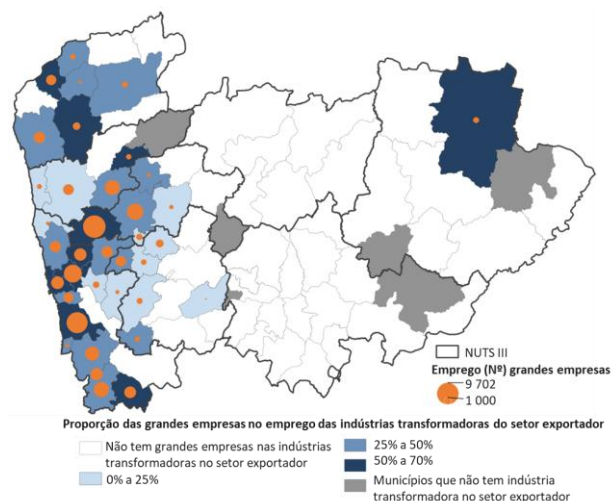 NUTS III
Emprego (Nº) grandes empresas
9 702
1 000
Proporção das grandes empresas no emprego das indústrias transformadoras do setor exportador
Não tem grandes empresas nas indústrias
transformadoras no setor exportador
0% a 25%
25% a 50%
50% a 70%
Municípios que não tem indústria
transformadora no setor exportador